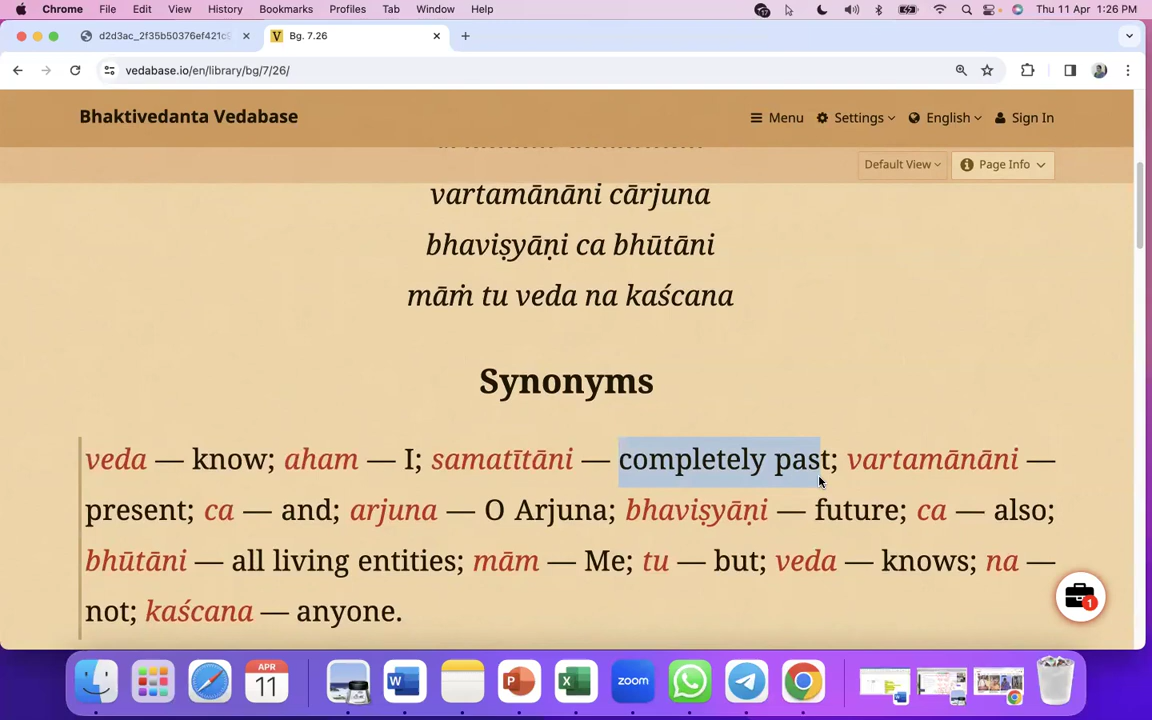 Chrome File Edit View History Bookmarks Profiles Tab Window Help Thu 11 Apr 1:26 PM
d2d3ac_2f35b50376ef421c9 Bg. 7.26
vedabase.io/en/library/bg/7/26/
Bhaktivedanta Vedabase Menu Settings English Sign In
Default View Page Info
vartamānāni cārjuna
bhaviṣyāṇi ca bhūtāni
māṁ tu veda na kaścana
Synonyms
veda — know; aham — I; samatītāni — completely past; vartamānāni —
present; ca — and; arjuna — O Arjuna; bhaviṣyāṇi — future; ca — also;
bhūtāni — all living entities; mām — Me; tu — but; veda — knows; na —
not; kaścana — anyone.
1
APR
11
zoom